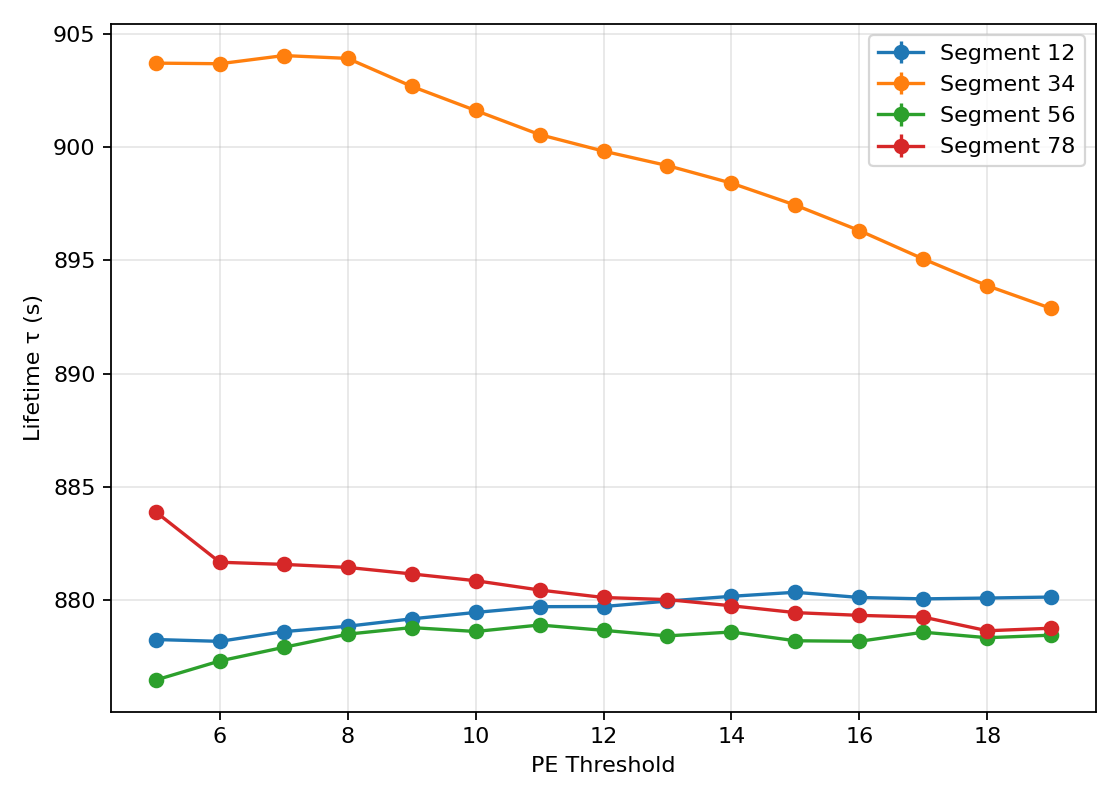 905
900
895
890
885
880
6
8
10
12
14
16
18
PE Threshold
Lifetime τ (s)
Segment 12
Segment 34
Segment 56
Segment 78